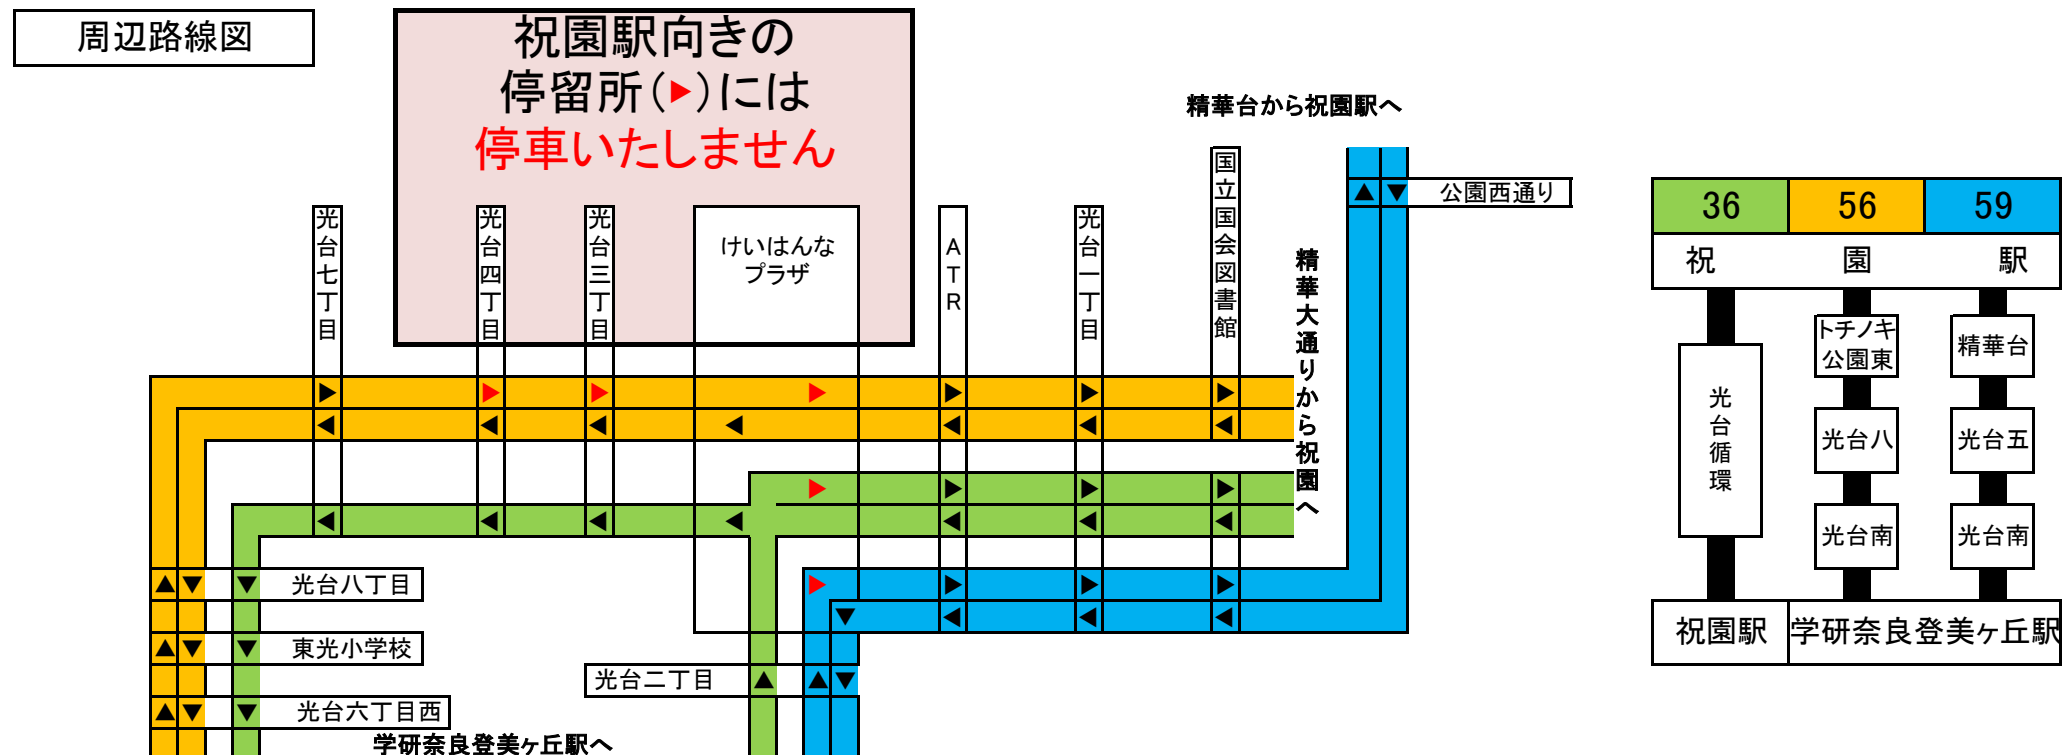 周辺路線図
祝園駅向きの
停留所(▶)には
停車いたしません
精華台から祝園駅へ
公園西通り
光台七丁目
光台四丁目
光台三丁目
けいはんな
プラザ
ATR
光台一丁目
国立国会図書館
精華大通りから祝園へ
光台八丁目
東光小学校
光台六丁目西
光台二丁目
学研奈良登美ヶ丘駅へ
36 56 59
祝園駅
光台循環
トチノキ
公園東
精華台
光台八
光台五
光台南
光台南
祝園駅
学研奈良登美ヶ丘駅